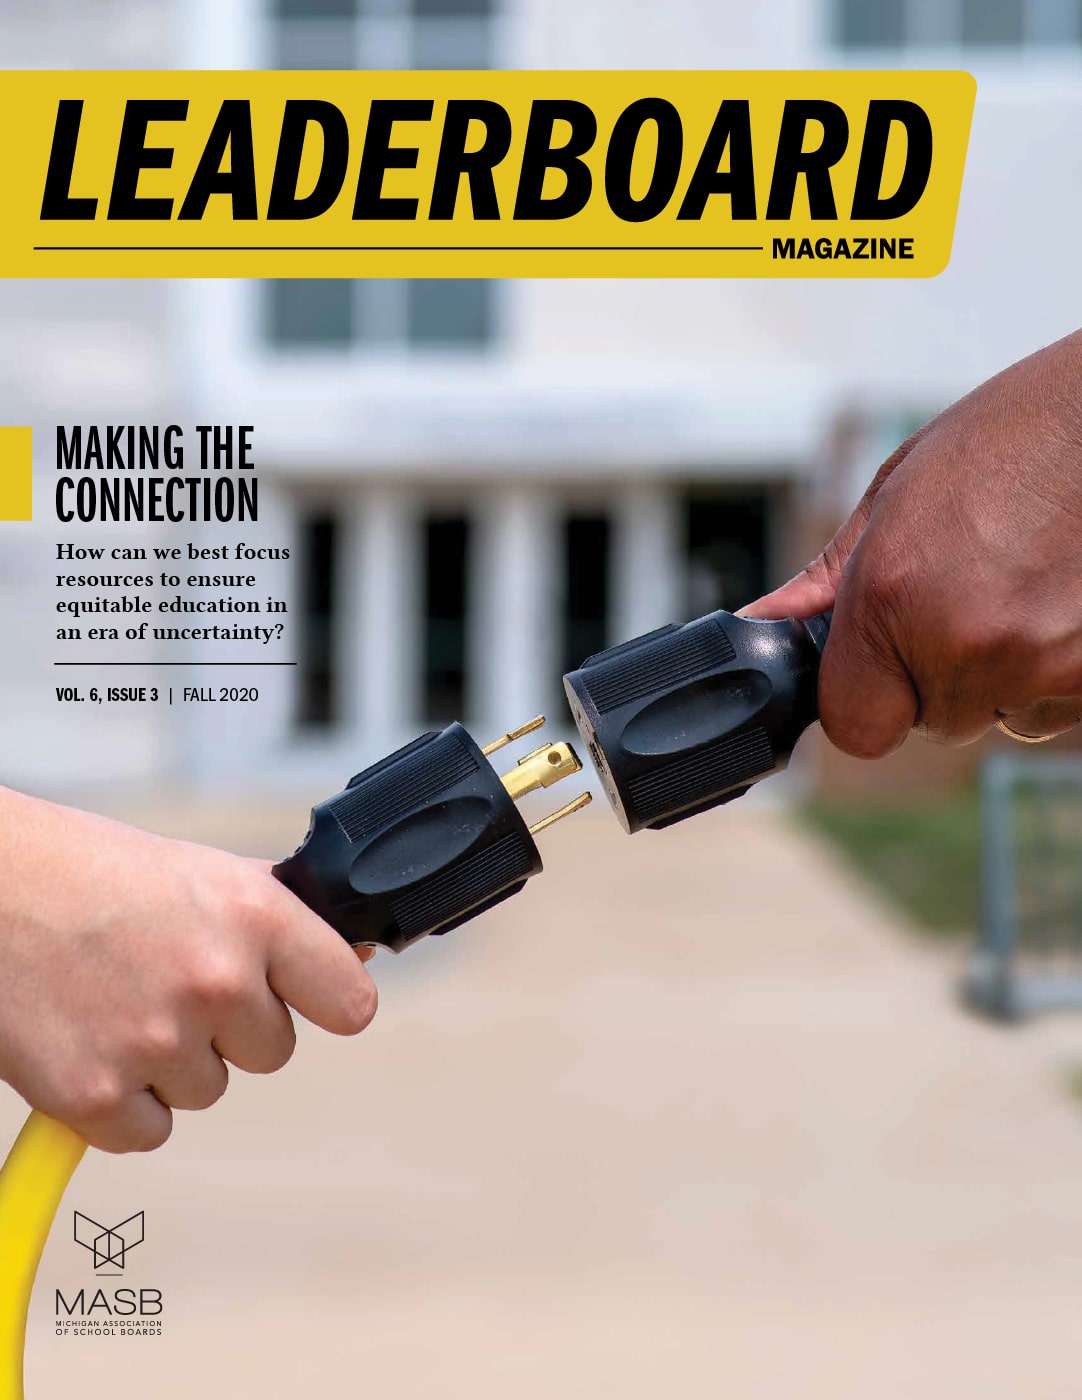 LEADERBOARD
MAGAZINE
MAKING THE
CONNECTION
How can we best focus
resources to ensure
equitable education in
an era of uncertainty?
VOL. 6, ISSUE 3 | FALL 2020
MASB
MICHIGAN ASSOCIATION
OF SCHOOL BOARDS